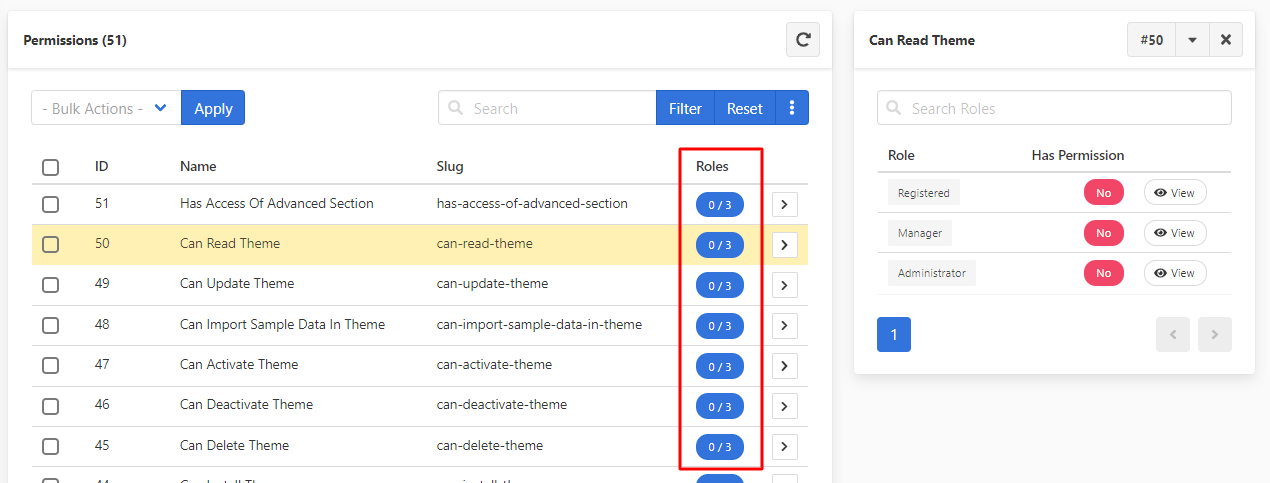 Permissions (51)
- Bulk Actions -
Apply
Search
Filter
Reset
ID Name Slug Roles
51 Has Access Of Advanced Section has-access-of-advanced-section 0 / 3
50 Can Read Theme can-read-theme 0 / 3
49 Can Update Theme can-update-theme 0 / 3
48 Can Import Sample Data In Theme can-import-sample-data-in-theme 0 / 3
47 Can Activate Theme can-activate-theme 0 / 3
46 Can Deactivate Theme can-deactivate-theme 0 / 3
45 Can Delete Theme can-delete-theme 0 / 3
Can Read Theme
#50
Search Roles
Role Has Permission
Registered No View
Manager No View
Administrator No View
1